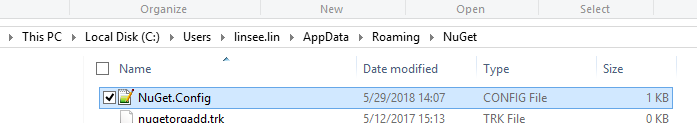 Organize New Open Select
This PC Local Disk (C:) Users linsee.lin AppData Roaming NuGet
Name Date modified Type Size
NuGet.Config 5/29/2018 14:07 CONFIG File 1 KB
nugetorgadd.trk 5/12/2017 15:13 TRK File 0 KB